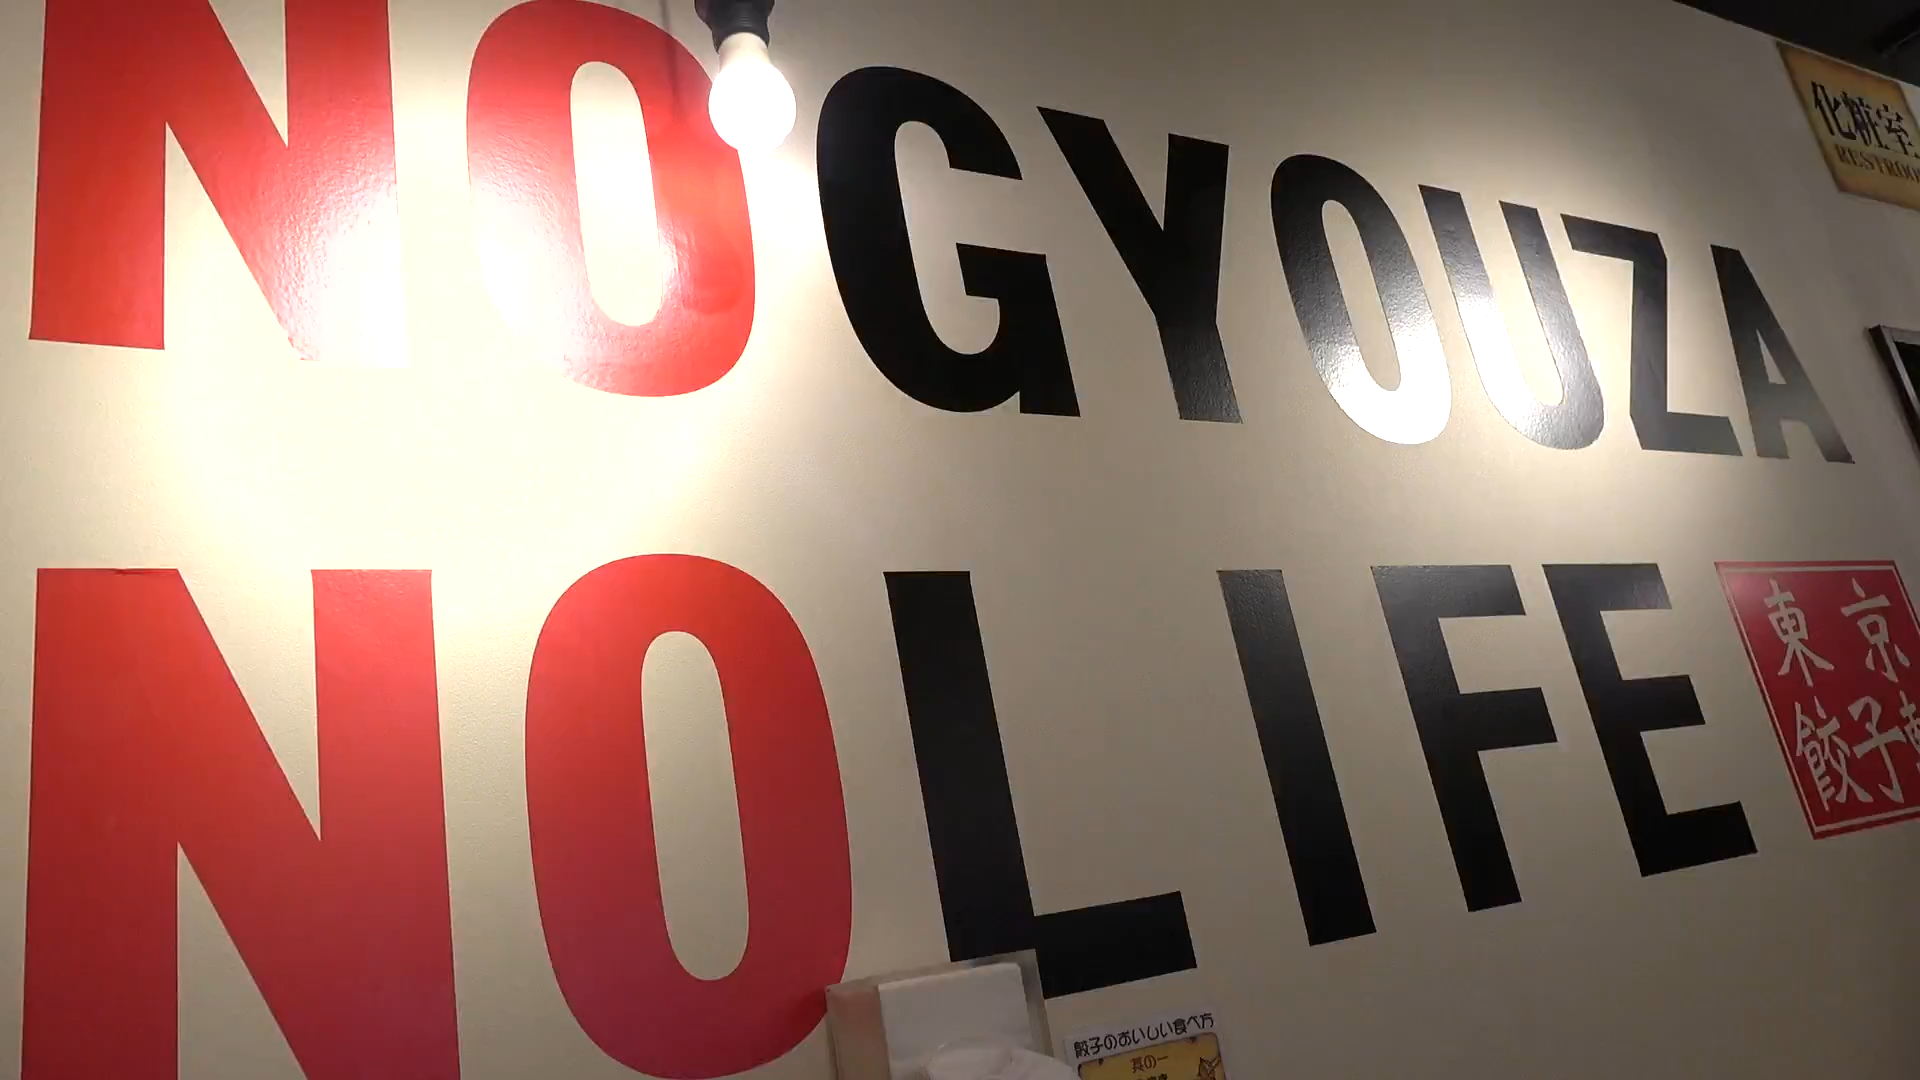 NO GYOUZA
NO LIFE
化粧室
RESTROO
東京
餃子
餃子のおいしい食べ方
其の一